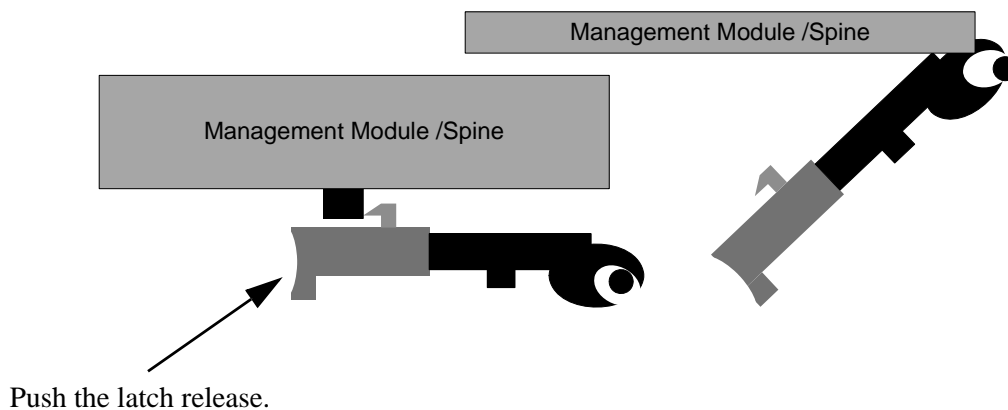 Management Module /Spine
Management Module /Spine
Push the latch release.